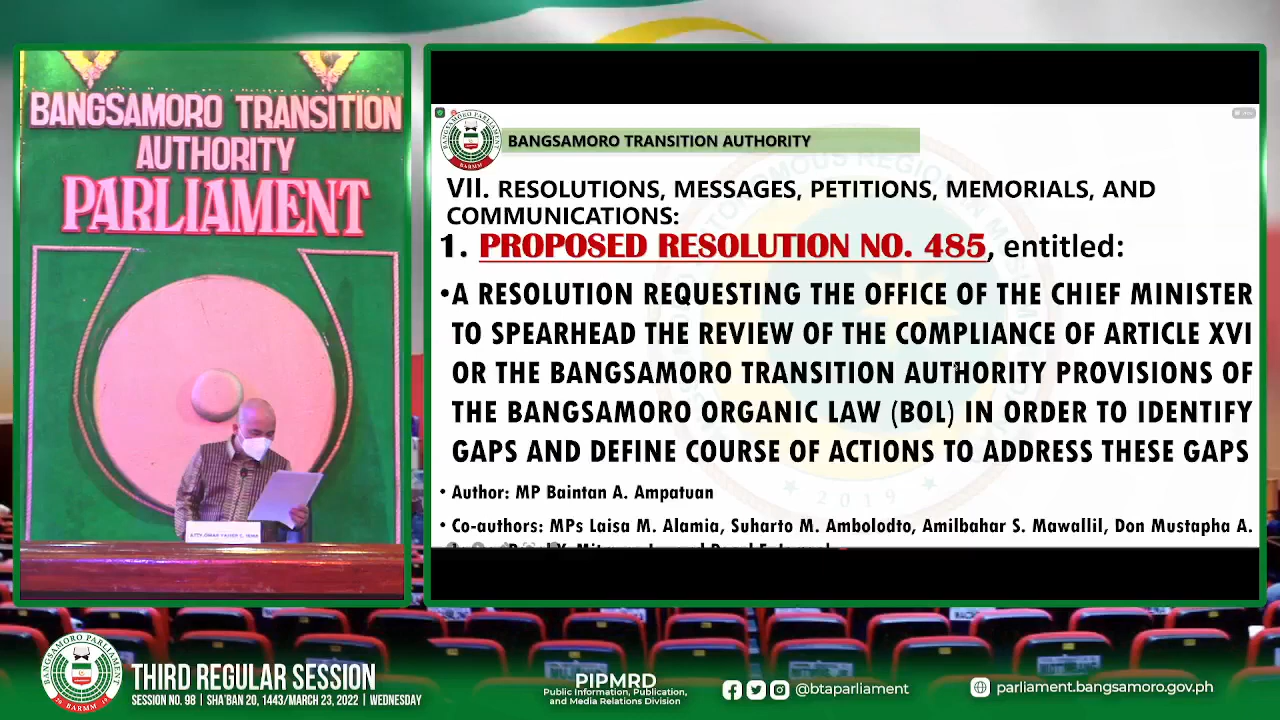 BANGSAMORO TRANSITION
AUTHORITY
PARLIAMENT
BANGSAMORO TRANSITION AUTHORITY
VII. RESOLUTIONS, MESSAGES, PETITIONS, MEMORIALS, AND
COMMUNICATIONS:
1. PROPOSED RESOLUTION NO. 485, entitled:
•A RESOLUTION REQUESTING THE OFFICE OF THE CHIEF MINISTER
TO SPEARHEAD THE REVIEW OF THE COMPLIANCE OF ARTICLE XVI
OR THE BANGSAMORO TRANSITION AUTHORITY PROVISIONS OF
THE BANGSAMORO ORGANIC LAW (BOL) IN ORDER TO IDENTIFY
GAPS AND DEFINE COURSE OF ACTIONS TO ADDRESS THESE GAPS
• Author: MP Baintan A. Ampatuan
• Co-authors: MPs Laisa M. Alamia, Suharto M. Ambolodto, Amilbahar S. Mawallil, Don Mustapha A.
2019
BANGSAMORO PARLIAMENT
BARMM
THIRD REGULAR SESSION
SESSION NO. 98 | SHA'BAN 20, 1443/MARCH 23, 2022 | WEDNESDAY
PIPMRD
Public Information, Publication,
and Media Relations Division
@btaparliament
parliament.bangsamoro.gov.ph